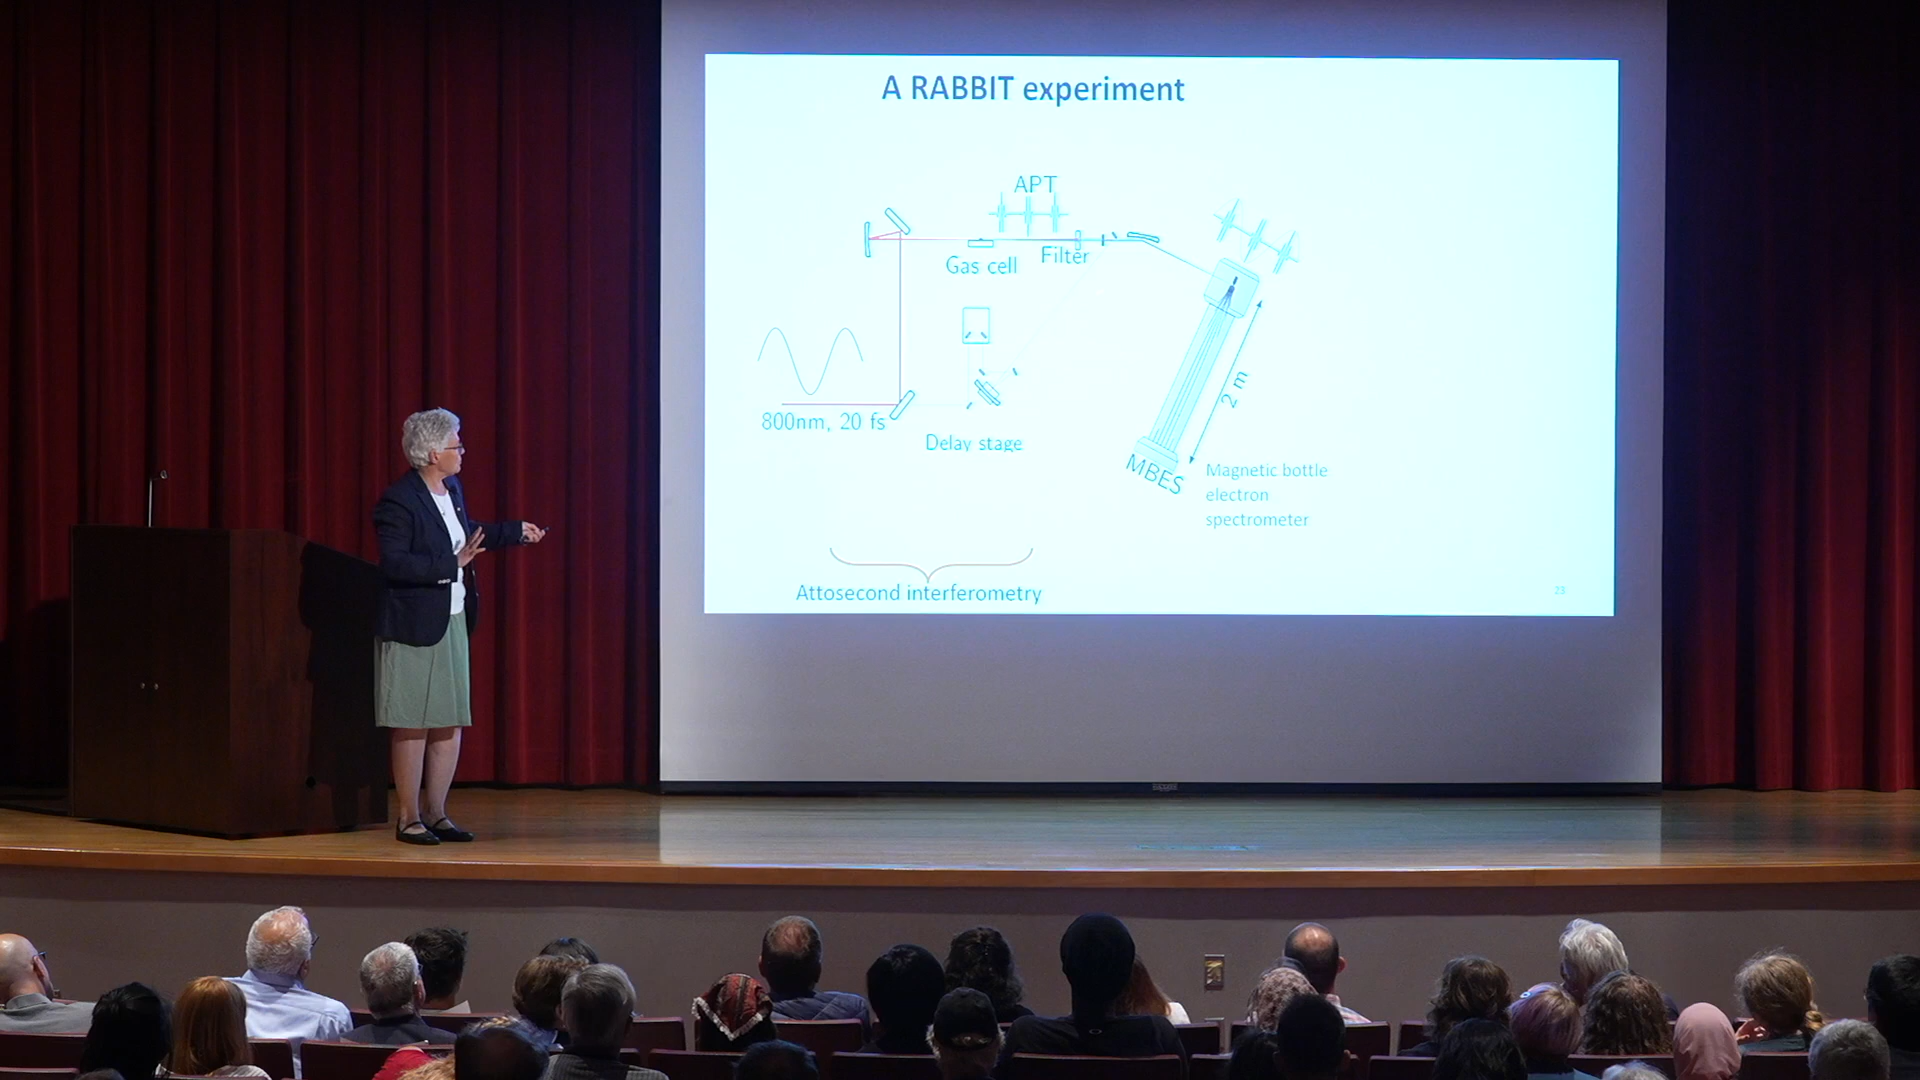 A RABBIT experiment
APT
Gas cell
Filter
800nm, 20 fs
Delay stage
2 m
MBES
Magnetic bottle
electron
spectrometer
Attosecond interferometry
23